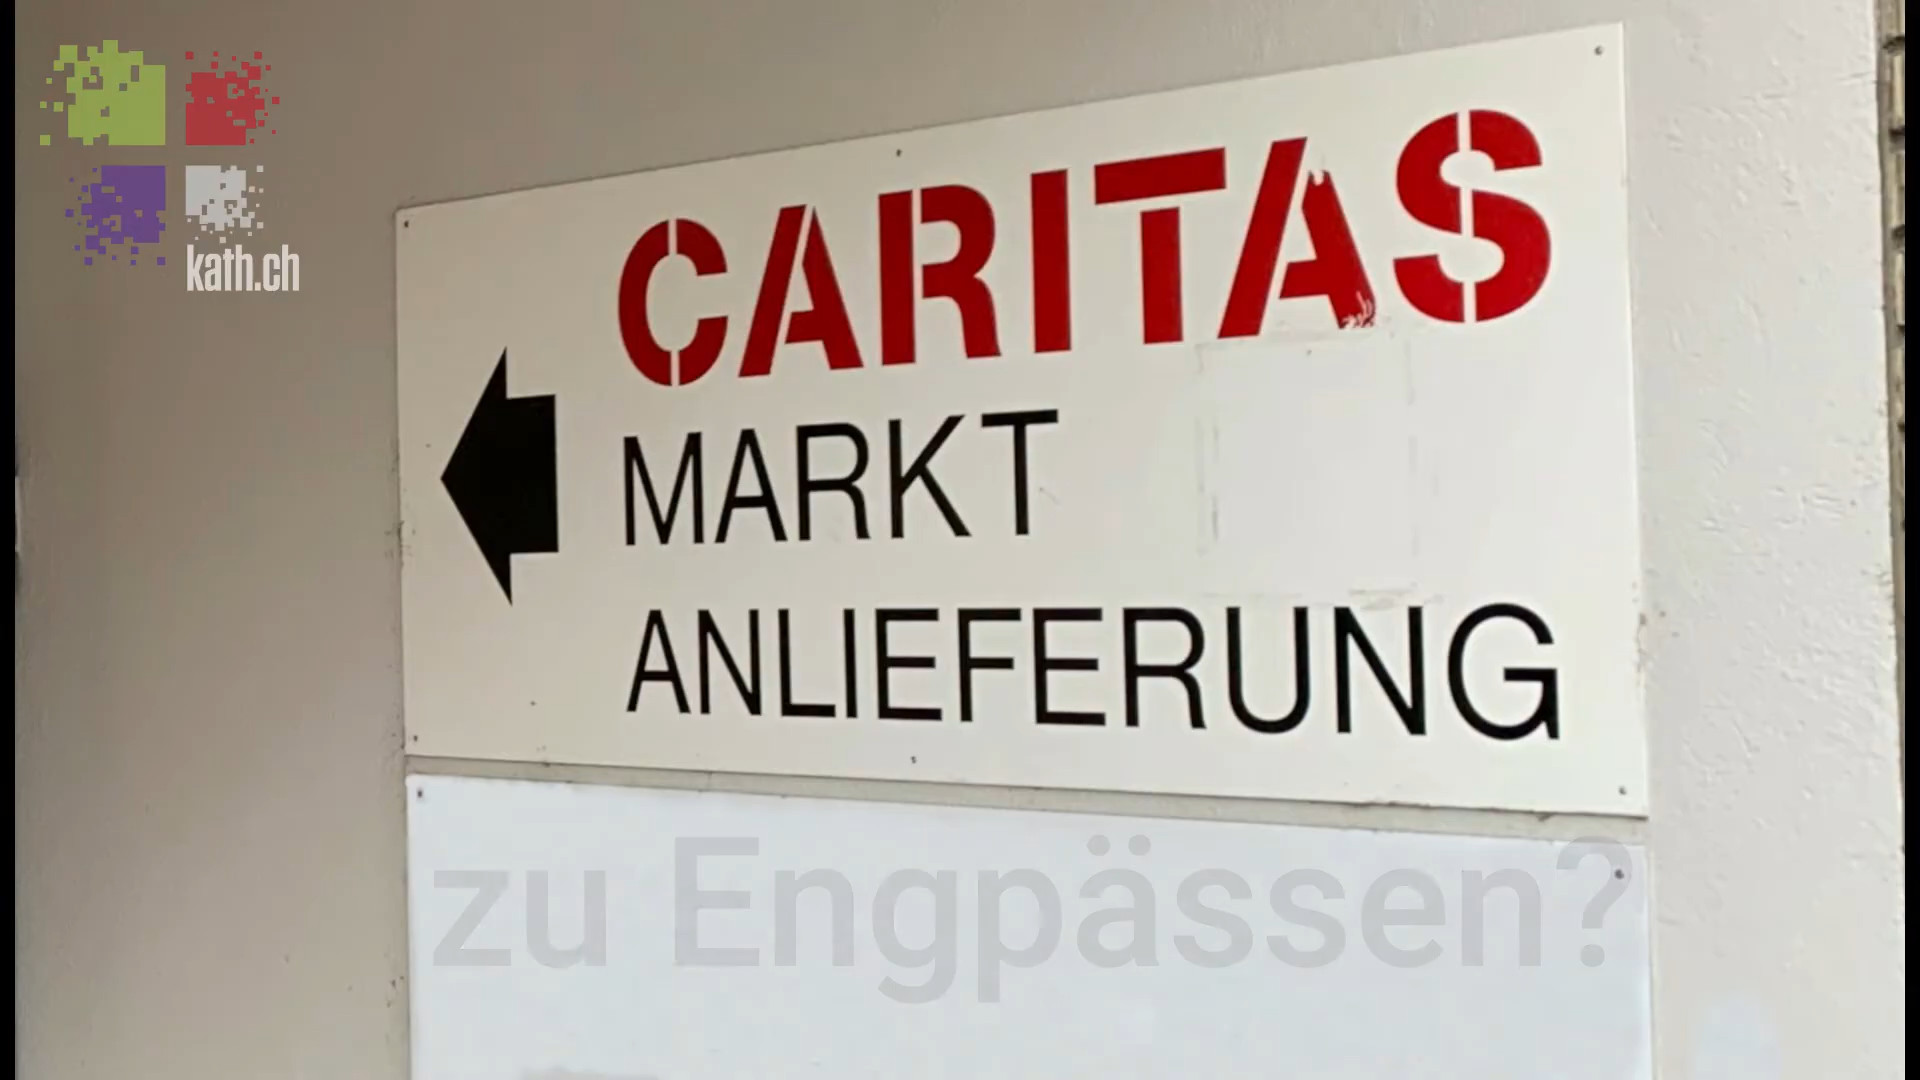 kath.ch
CARITAS
MARKT
ANLIEFERUNG
zu Engpässen?